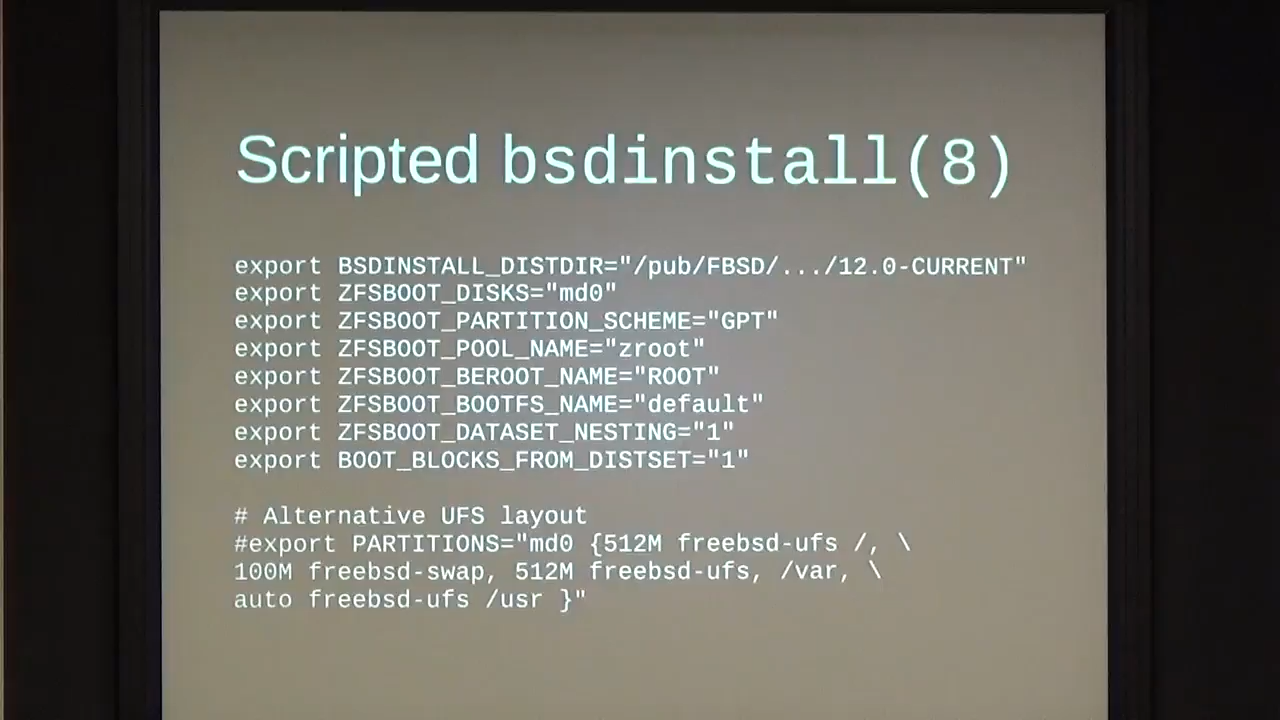 Scripted bsdinstall(8)
export BSDINSTALL_DISTDIR="/pub/FBSD/.../12.0-CURRENT"
export ZFSBOOT_DISKS="md0"
export ZFSBOOT_PARTITION_SCHEME="GPT"
export ZFSBOOT_POOL_NAME="zroot"
export ZFSBOOT_BEROOT_NAME="ROOT"
export ZFSBOOT_BOOTFS_NAME="default"
export ZFSBOOT_DATASET_NESTING="1"
export BOOT_BLOCKS_FROM_DISTSET="1"
# Alternative UFS layout
#export PARTITIONS="md0 {512M freebsd-ufs /, \
100M freebsd-swap, 512M freebsd-ufs, /var, \
auto freebsd-ufs /usr }"